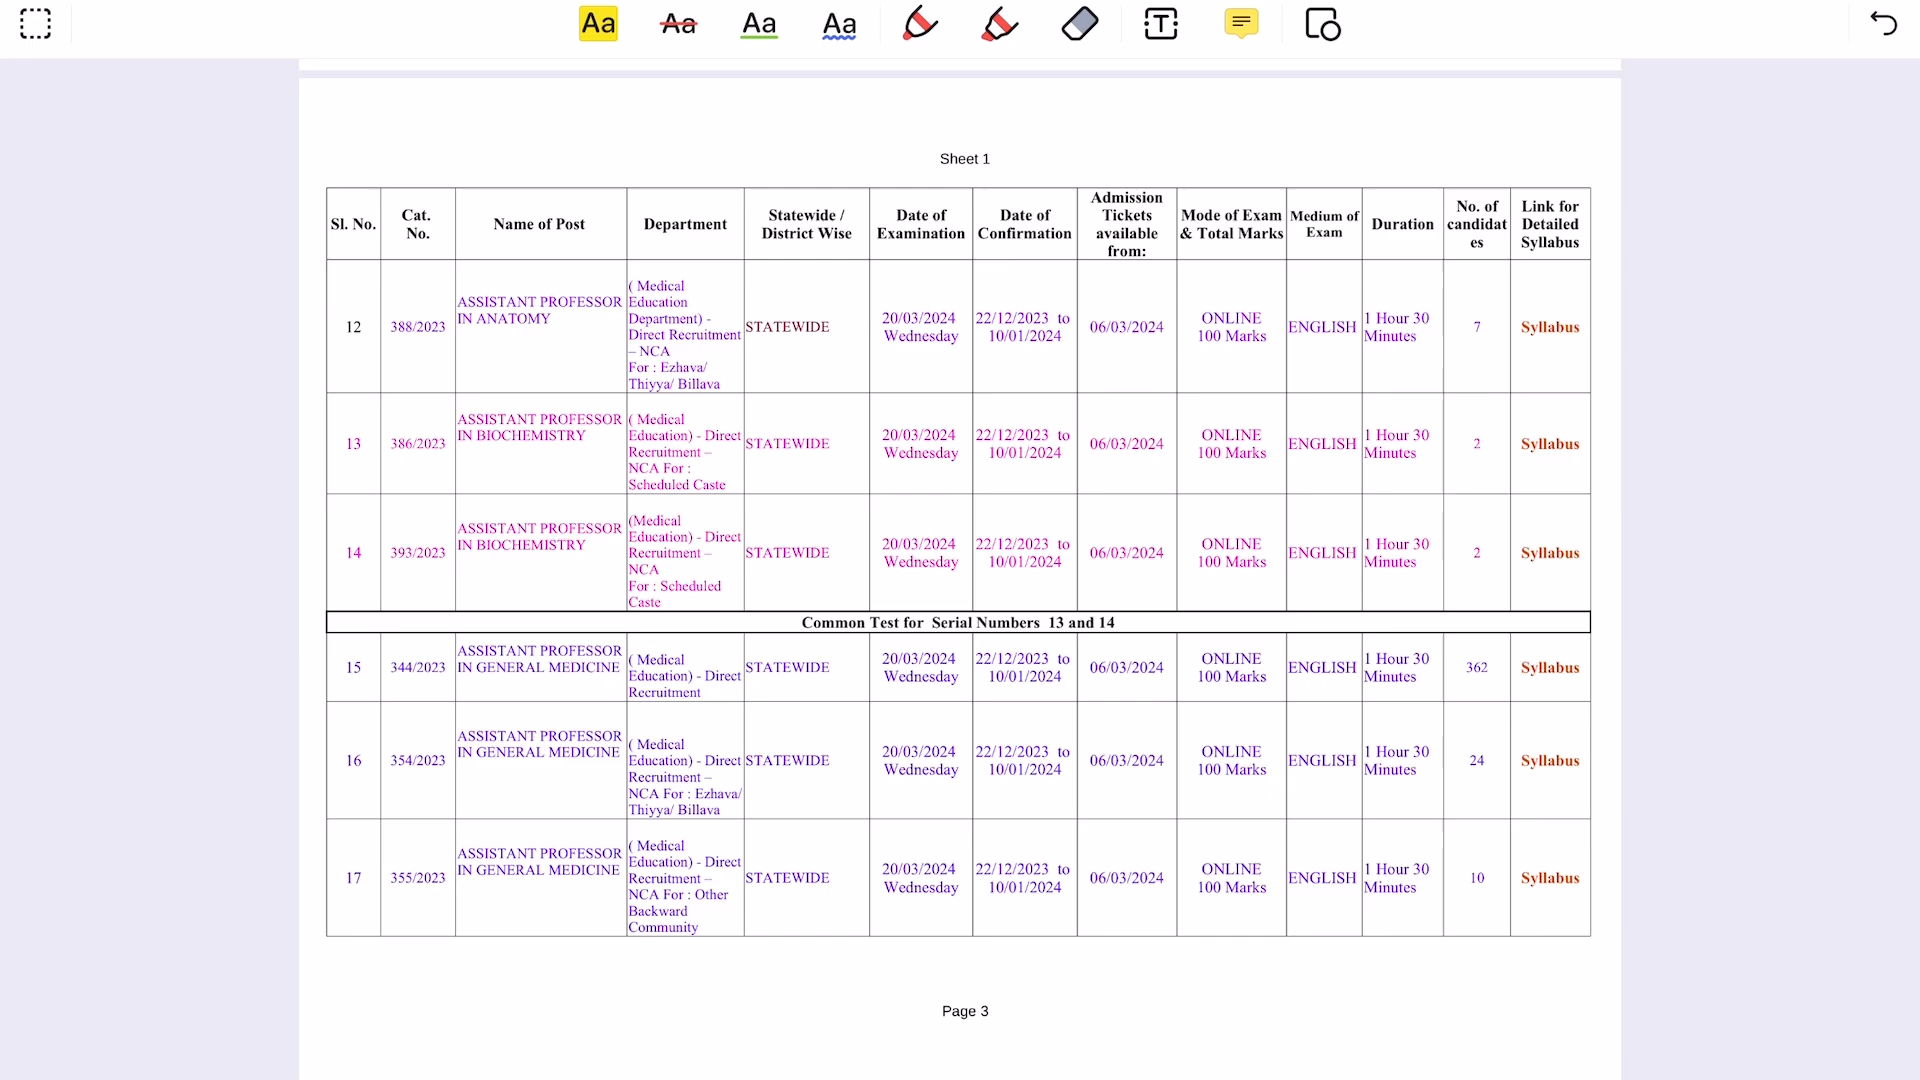 Aa Aa Aa Aa T
Sheet 1
Sl. No. Cat. No. Name of Post Department Statewide / District Wise Date of Examination Date of Confirmation Admission Tickets available from: Mode of Exam & Total Marks Medium of Exam Duration No. of candidat es Link for Detailed Syllabus
12 388/2023 ASSISTANT PROFESSOR IN ANATOMY ( Medical Education Department) - Direct Recruitment – NCA For : Ezhava/ Thiyya/ Billava STATEWIDE 20/03/2024 Wednesday 22/12/2023 to 10/01/2024 06/03/2024 ONLINE 100 Marks ENGLISH 1 Hour 30 Minutes 7 Syllabus
13 386/2023 ASSISTANT PROFESSOR IN BIOCHEMISTRY ( Medical Education) - Direct Recruitment – NCA For : Scheduled Caste STATEWIDE 20/03/2024 Wednesday 22/12/2023 to 10/01/2024 06/03/2024 ONLINE 100 Marks ENGLISH 1 Hour 30 Minutes 2 Syllabus
14 393/2023 ASSISTANT PROFESSOR IN BIOCHEMISTRY (Medical Education) - Direct Recruitment – NCA For : Scheduled Caste STATEWIDE 20/03/2024 Wednesday 22/12/2023 to 10/01/2024 06/03/2024 ONLINE 100 Marks ENGLISH 1 Hour 30 Minutes 2 Syllabus
Common Test for Serial Numbers 13 and 14
15 344/2023 ASSISTANT PROFESSOR IN GENERAL MEDICINE ( Medical Education) - Direct Recruitment STATEWIDE 20/03/2024 Wednesday 22/12/2023 to 10/01/2024 06/03/2024 ONLINE 100 Marks ENGLISH 1 Hour 30 Minutes 362 Syllabus
16 354/2023 ASSISTANT PROFESSOR IN GENERAL MEDICINE ( Medical Education) - Direct Recruitment – NCA For : Ezhava/ Thiyya/ Billava STATEWIDE 20/03/2024 Wednesday 22/12/2023 to 10/01/2024 06/03/2024 ONLINE 100 Marks ENGLISH 1 Hour 30 Minutes 24 Syllabus
17 355/2023 ASSISTANT PROFESSOR IN GENERAL MEDICINE ( Medical Education) - Direct Recruitment – NCA For : Other Backward Community STATEWIDE 20/03/2024 Wednesday 22/12/2023 to 10/01/2024 06/03/2024 ONLINE 100 Marks ENGLISH 1 Hour 30 Minutes 10 Syllabus
Page 3